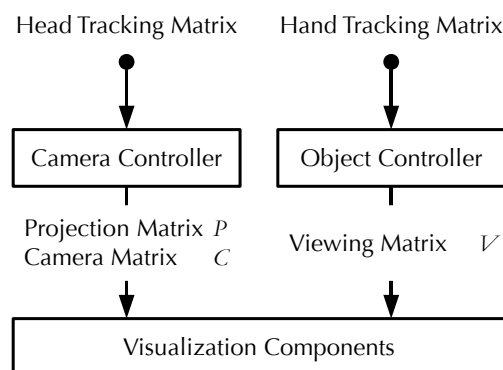 Head Tracking Matrix
Hand Tracking Matrix
Camera Controller
Object Controller
Projection Matrix P
Camera Matrix C
Viewing Matrix V
Visualization Components